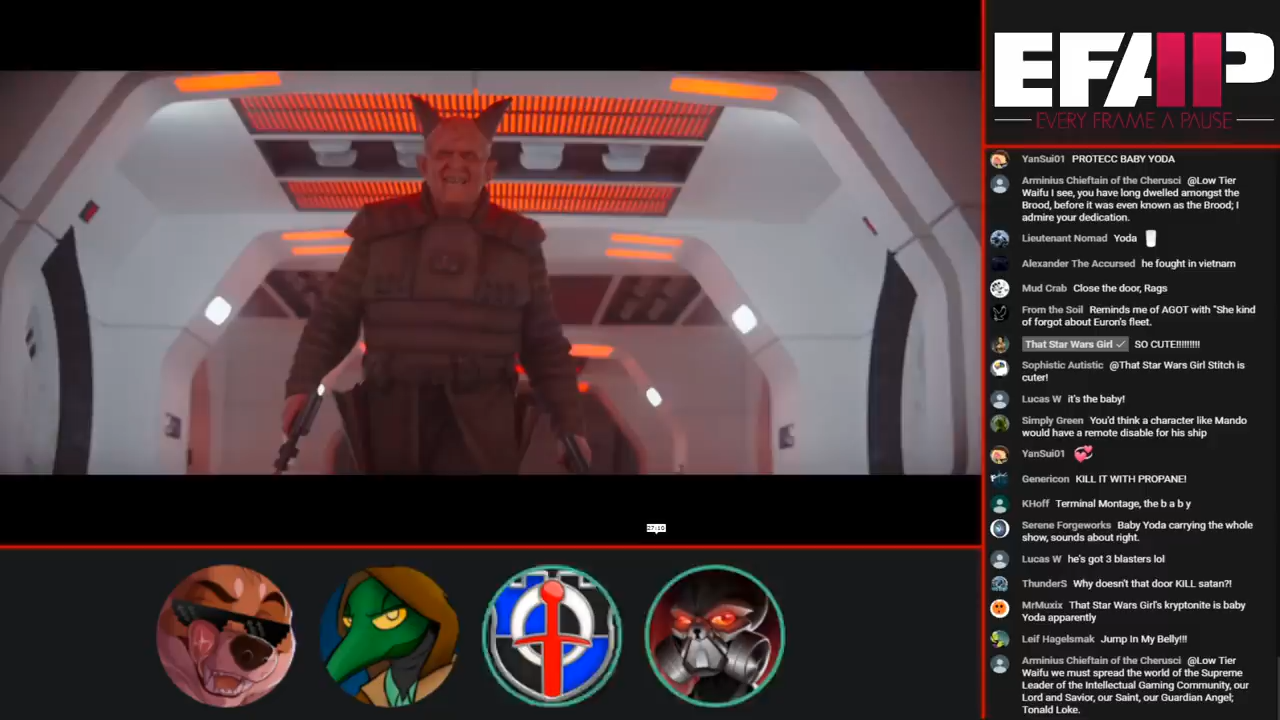 EFAP
EVERY FRAME A PAUSE
YanSui01 PROTECC BABY YODA
Arminius Chieftain of the Cherusci @Low Tier
Waifu I see, you have long dwelled amongst the
Brood, before it was even known as the Brood; I
admire your dedication.
Lieutenant Nomad Yoda
Alexander The Accursed he fought in vietnam
Mud Crab Close the door, Rags
From the Soil Reminds me of AGOT with "She kind
of forgot about Euron's fleet.
That Star Wars Girl ✓ SO CUTE!!!!!!!!!
Sophistic Autistic @That Star Wars Girl Stitch is
cuter!
Lucas W it's the baby!
Simply Green You'd think a character like Mando
would have a remote disable for his ship
YanSui01
Genericon KILL IT WITH PROPANE!
KHoff Terminal Montage, the b a b y
Serene Forgeworks Baby Yoda carrying the whole
show, sounds about right.
Lucas W he's got 3 blasters lol
ThunderS Why doesn't that door KILL satan?!
MrMuxix That Star Wars Girl's kryptonite is baby
Yoda apparently
Leif Hagelsmak Jump In My Belly!!!
Arminius Chieftain of the Cherusci @Low Tier
Waifu we must spread the world of the Supreme
Leader of the Intellectual Gaming Community, our
Lord and Savior, our Saint, our Guardian Angel;
Tonald Loke.
27:10